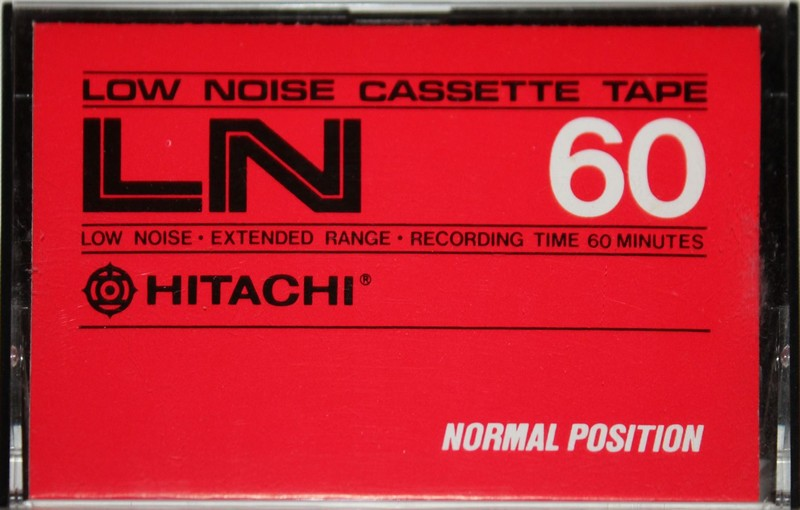 LOW NOISE CASSETTE TAPE
LN 60
LOW NOISE • EXTENDED RANGE • RECORDING TIME 60 MINUTES
HITACHI®
NORMAL POSITION